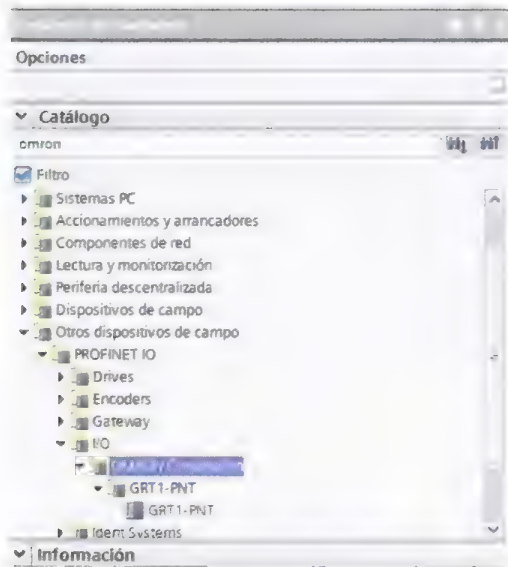 Opciones
Catálogo
omron
Filtro
Sistemas PC
Accionamientos y arrancadores
Componentes de red
Lectura y monitorización
Periferia descentralizada
Dispositivos de campo
Otros dispositivos de campo
PROFINET IO
Drives
Encoders
Gateway
I/O
GRT1-PNT
GRT1-PNT
Ident Systems
Información